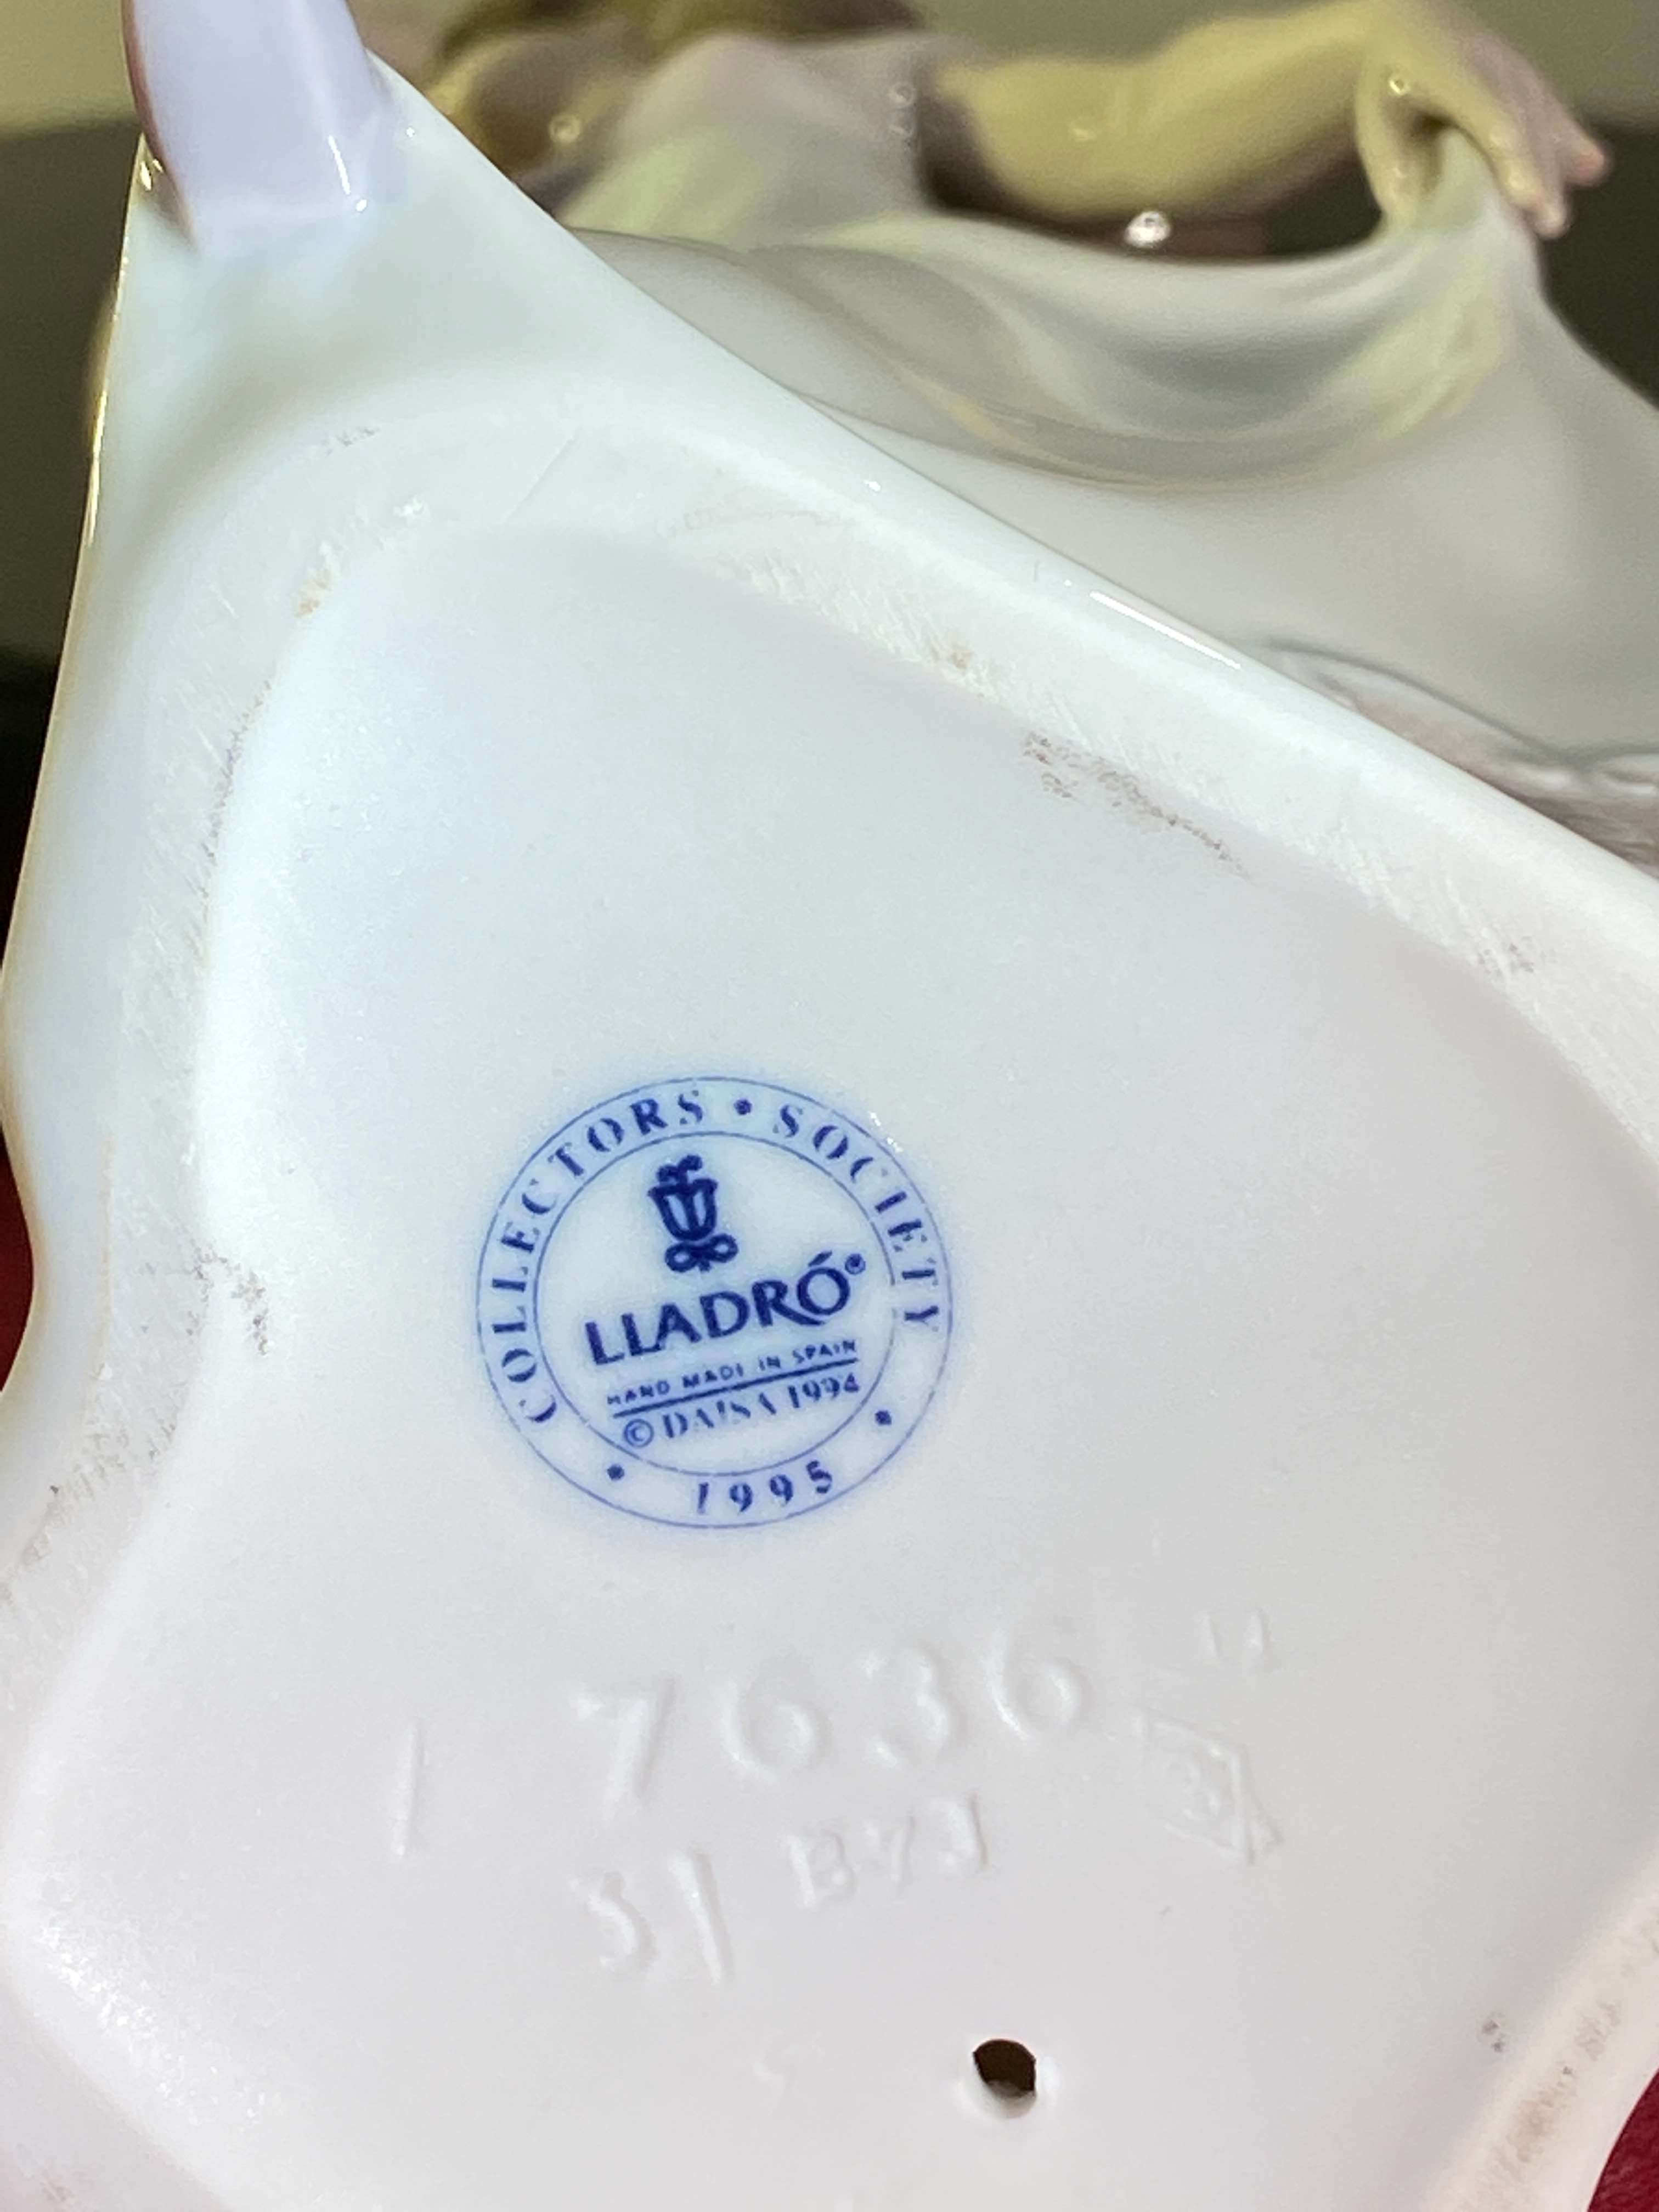 COLLECTORS • SOCIETY
LLADRÓ®
HAND MADE IN SPAIN
© DAISA 1994
• 1995 •
7636